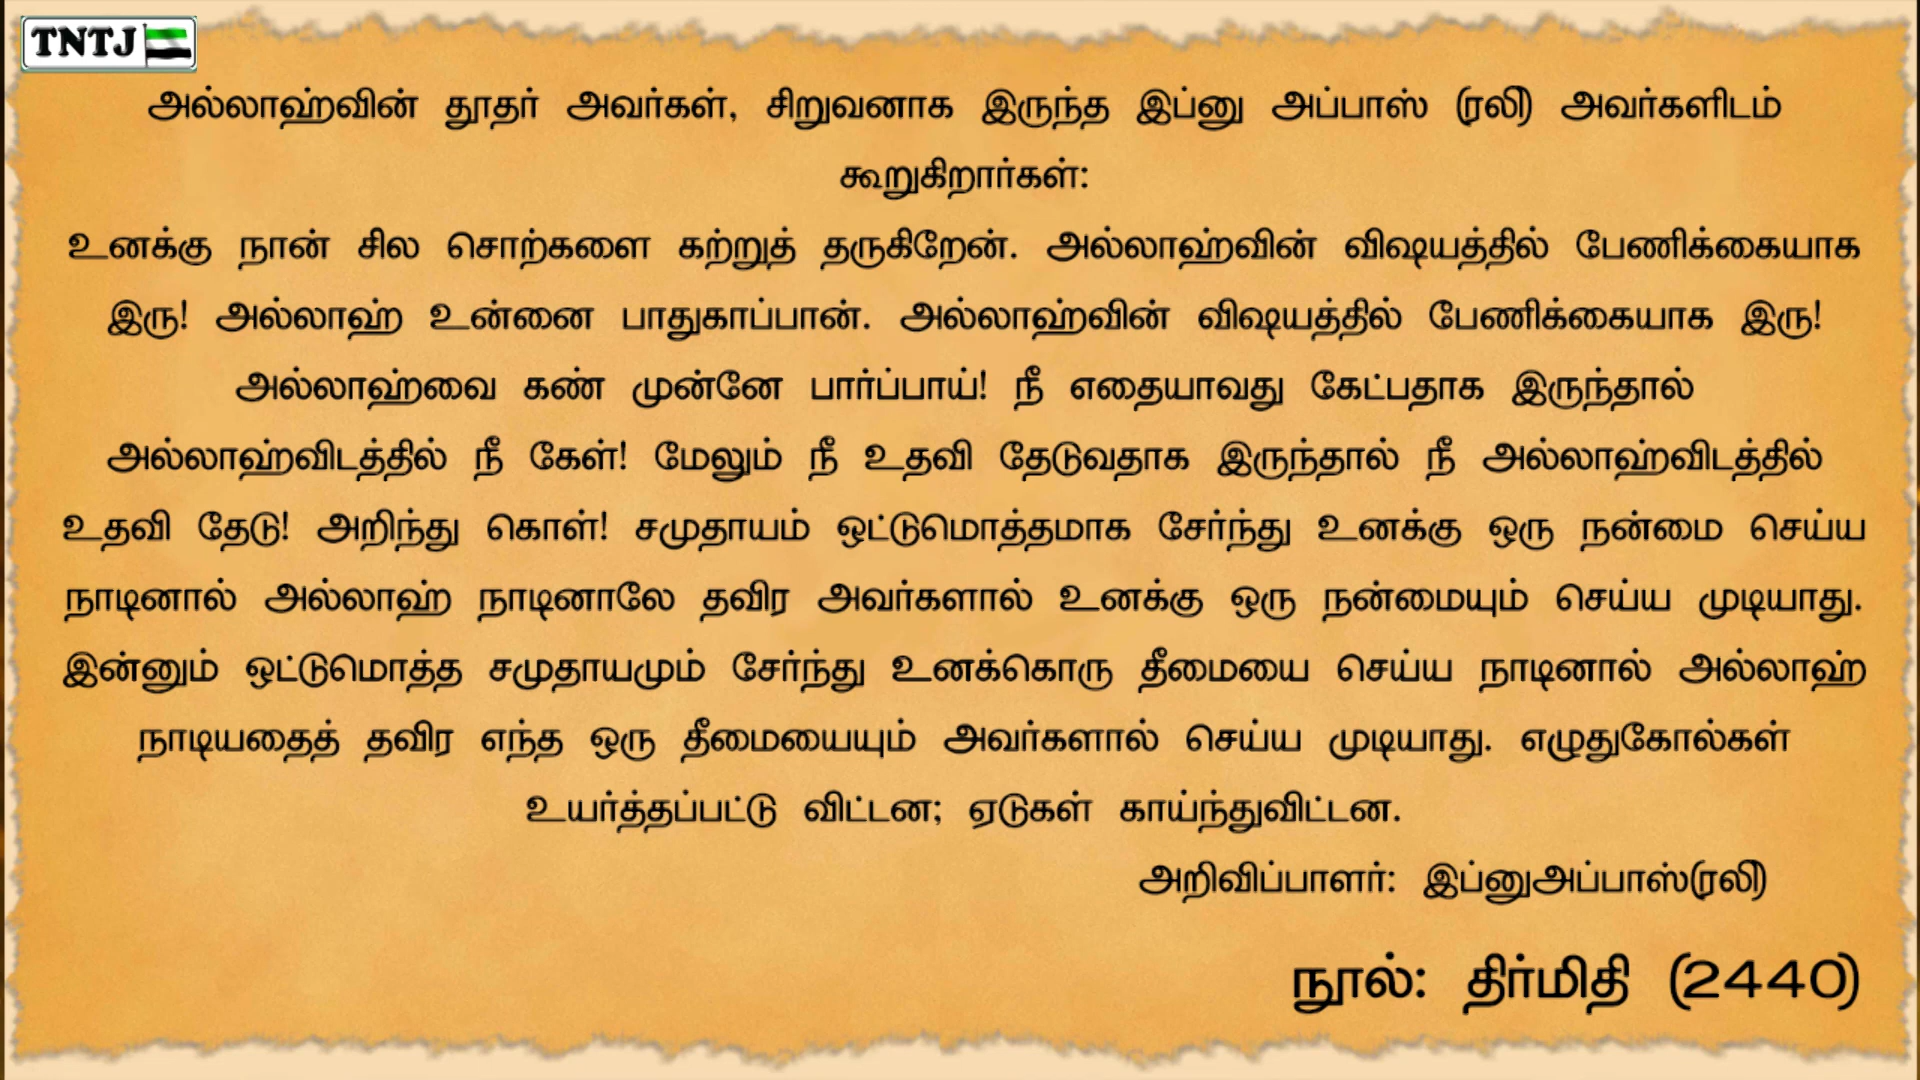 TNTJ
அல்லாஹ்வின் தூதர் அவர்கள், சிறுவனாக இருந்த இப்னு அப்பாஸ் (ரலி) அவர்களிடம்
கூறுகிறார்கள்:
உனக்கு நான் சில சொற்களை கற்றுத் தருகிறேன். அல்லாஹ்வின் விஷயத்தில் பேணிக்கையாக
இரு! அல்லாஹ் உன்னை பாதுகாப்பான். அல்லாஹ்வின் விஷயத்தில் பேணிக்கையாக இரு!
அல்லாஹ்வை கண் முன்னே பார்ப்பாய்! நீ எதையாவது கேட்பதாக இருந்தால்
அல்லாஹ்விடத்தில் நீ கேள்! மேலும் நீ உதவி தேடுவதாக இருந்தால் நீ அல்லாஹ்விடத்தில்
உதவி தேடு! அறிந்து கொள்! சமுதாயம் ஒட்டுமொத்தமாக சேர்ந்து உனக்கு ஒரு நன்மை செய்ய
நாடினால் அல்லாஹ் நாடினாலே தவிர அவர்களால் உனக்கு ஒரு நன்மையும் செய்ய முடியாது.
இன்னும் ஒட்டுமொத்த சமுதாயமும் சேர்ந்து உனக்கொரு தீமையை செய்ய நாடினால் அல்லாஹ்
நாடியதைத் தவிர எந்த ஒரு தீமையையும் அவர்களால் செய்ய முடியாது. எழுதுகோல்கள்
உயர்த்தப்பட்டு விட்டன; ஏடுகள் காய்ந்துவிட்டன.
அறிவிப்பாளர்: இப்னுஅப்பாஸ்(ரலி)
நூல்: திர்மிதி (2440)